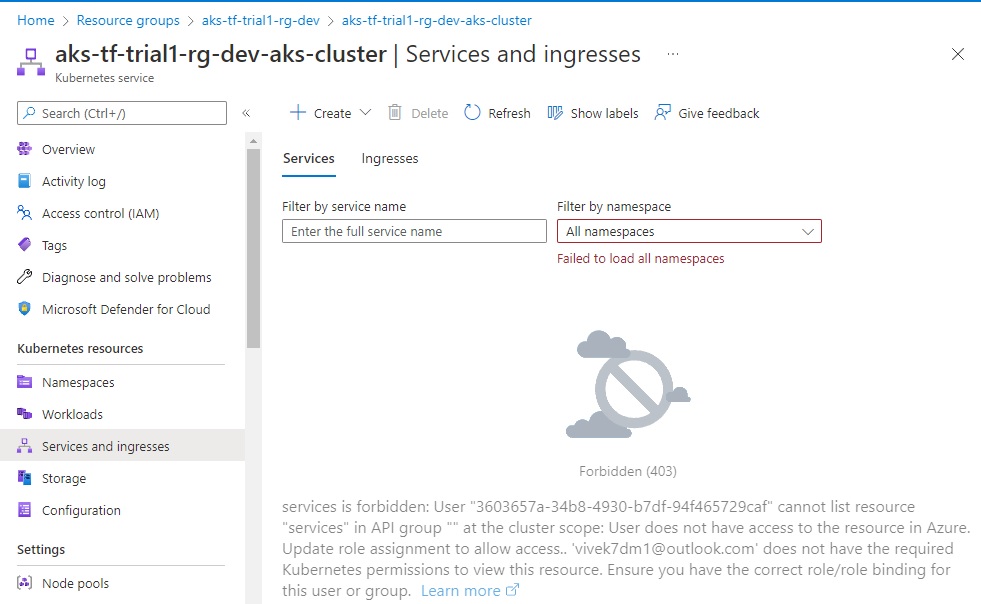 Home > Resource groups > aks-tf-trial1-rg-dev > aks-tf-trial1-rg-dev-aks-cluster
aks-tf-trial1-rg-dev-aks-cluster | Services and ingresses ...
Kubernetes service
Search (Ctrl+/)
«
Create
Delete
Refresh
Show labels
Give feedback
Overview
Activity log
Access control (IAM)
Tags
Diagnose and solve problems
Microsoft Defender for Cloud
Kubernetes resources
Namespaces
Workloads
Services and ingresses
Storage
Configuration
Settings
Node pools
Services
Ingresses
Filter by service name
Enter the full service name
Filter by namespace
All namespaces
Failed to load all namespaces
Forbidden (403)
services is forbidden: User "3603657a-34b8-4930-b7df-94f465729caf" cannot list resource
"services" in API group "" at the cluster scope: User does not have access to the resource in Azure.
Update role assignment to allow access.. 'vivek7dm1@outlook.com' does not have the required
Kubernetes permissions to view this resource. Ensure you have the correct role/role binding for
this user or group. Learn more